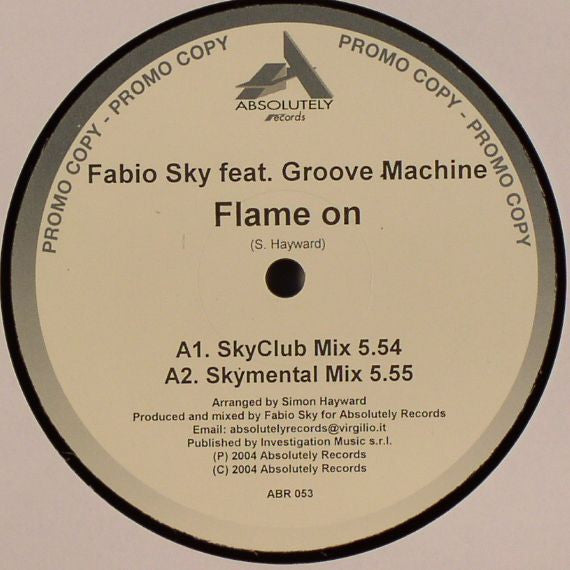 PROMO COPY - PROMO COPY
PROMO COPY - PROMO COPY
ABSOLUTELY
records
Fabio Sky feat. Groove Machine
Flame on
(S. Hayward)
A1. SkyClub Mix 5.54
A2. Skymental Mix 5.55
Arranged by Simon Hayward
Produced and mixed by Fabio Sky for Absolutely Records
Email: absolutelyrecords@virgilio.it
Published by Investigation Music s.r.l.
(P) 2004 Absolutely Records
(C) 2004 Absolutely Records
ABR 053